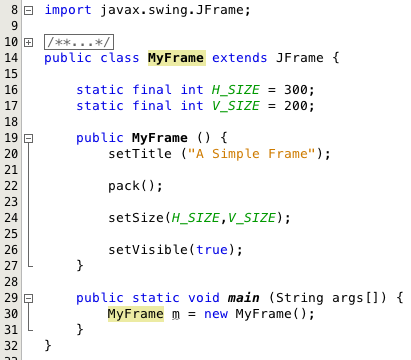 8 import javax.swing.JFrame;
9
10 /**...*/
14 public class MyFrame extends JFrame {
15
16 static final int H_SIZE = 300;
17 static final int V_SIZE = 200;
18
19 public MyFrame () {
20 setTitle ("A Simple Frame");
21
22 pack();
23
24 setSize(H_SIZE,V_SIZE);
25
26 setVisible(true);
27 }
28
29 public static void main (String args[]) {
30 MyFrame m = new MyFrame();
31 }
32 }